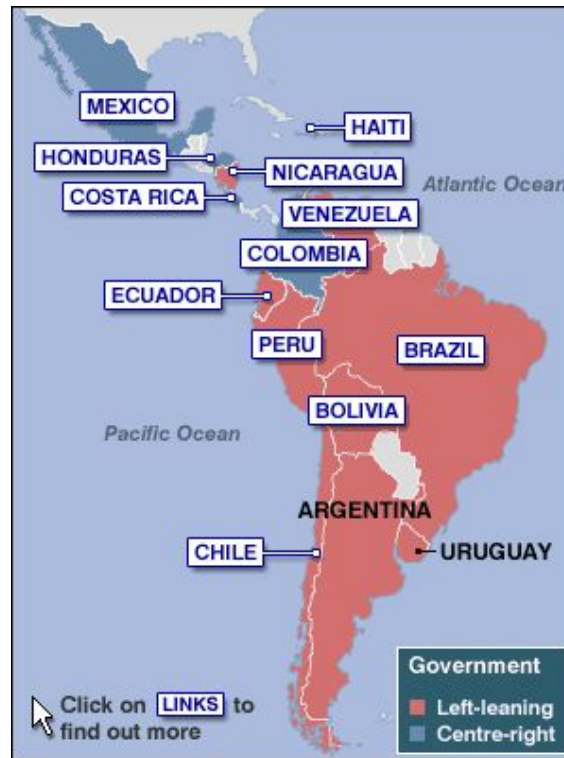 MEXICO
HAITI
HONDURAS
NICARAGUA
COSTA RICA
Atlantic Ocean
VENEZUELA
COLOMBIA
ECUADOR
PERU
BRAZIL
BOLIVIA
Pacific Ocean
ARGENTINA
CHILE
URUGUAY
Government
Left-leaning
Centre-right
Click on LINKS to
find out more